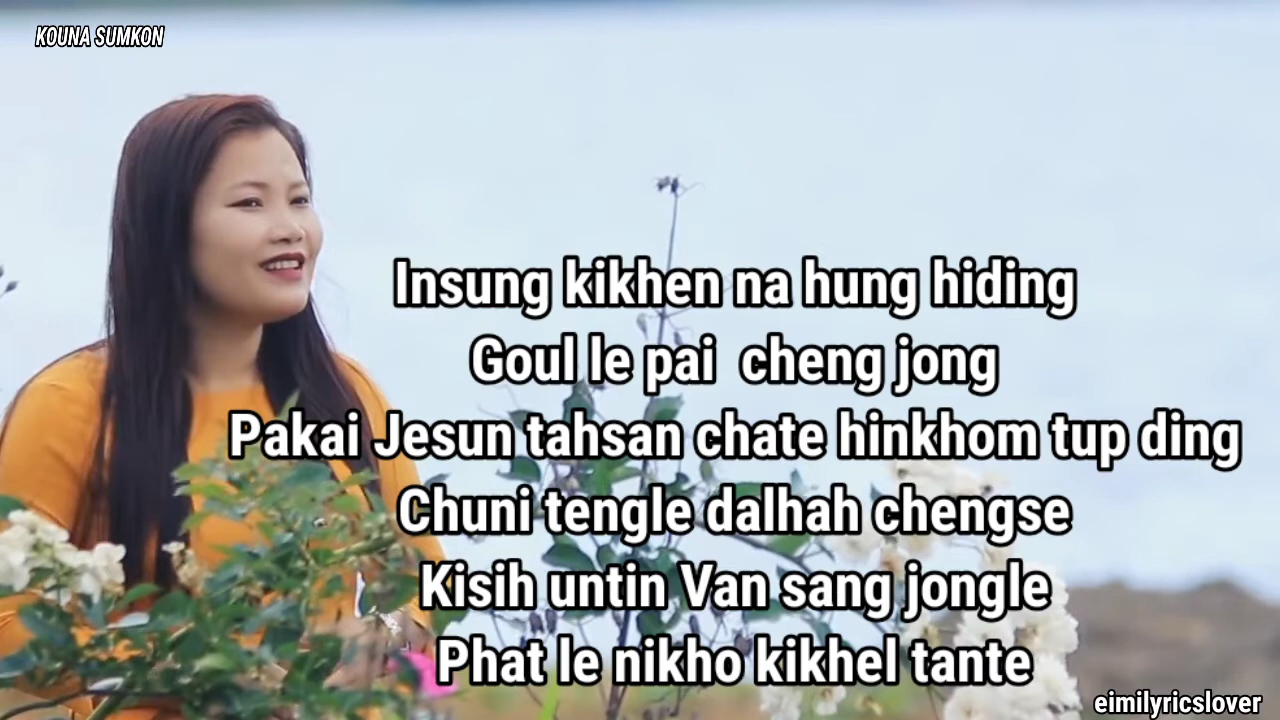 KOUNA SUMKON
Insung kikhen na hung hiding
Goul le pai cheng jong
Pakai Jesun tahsan chate hinkhom tup ding
Chuni tengle dalhah chengse
Kisih untin Van sang jongle
Phat le nikho kikhel tante
eimilyricslover